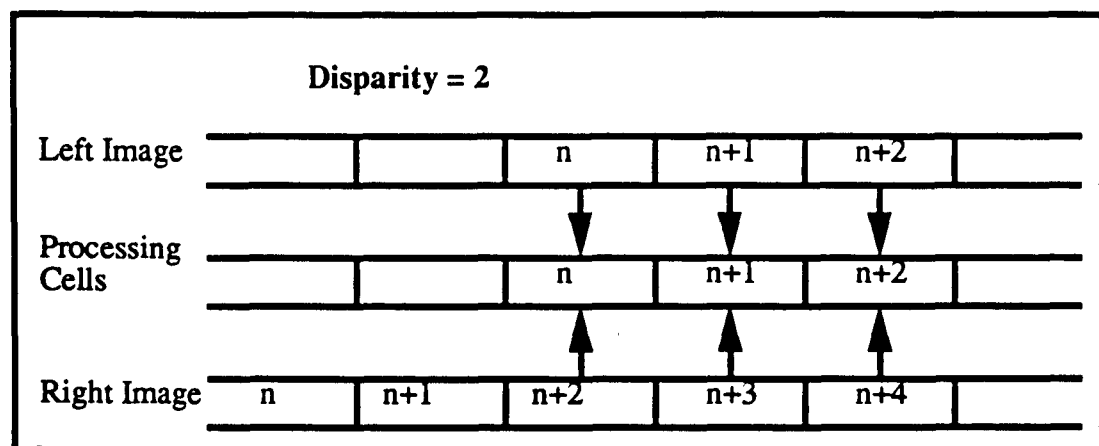 Disparity = 2
Left Image n n+1 n+2
Processing
Cells
n n+1 n+2
Right Image n n+1 n+2 n+3 n+4